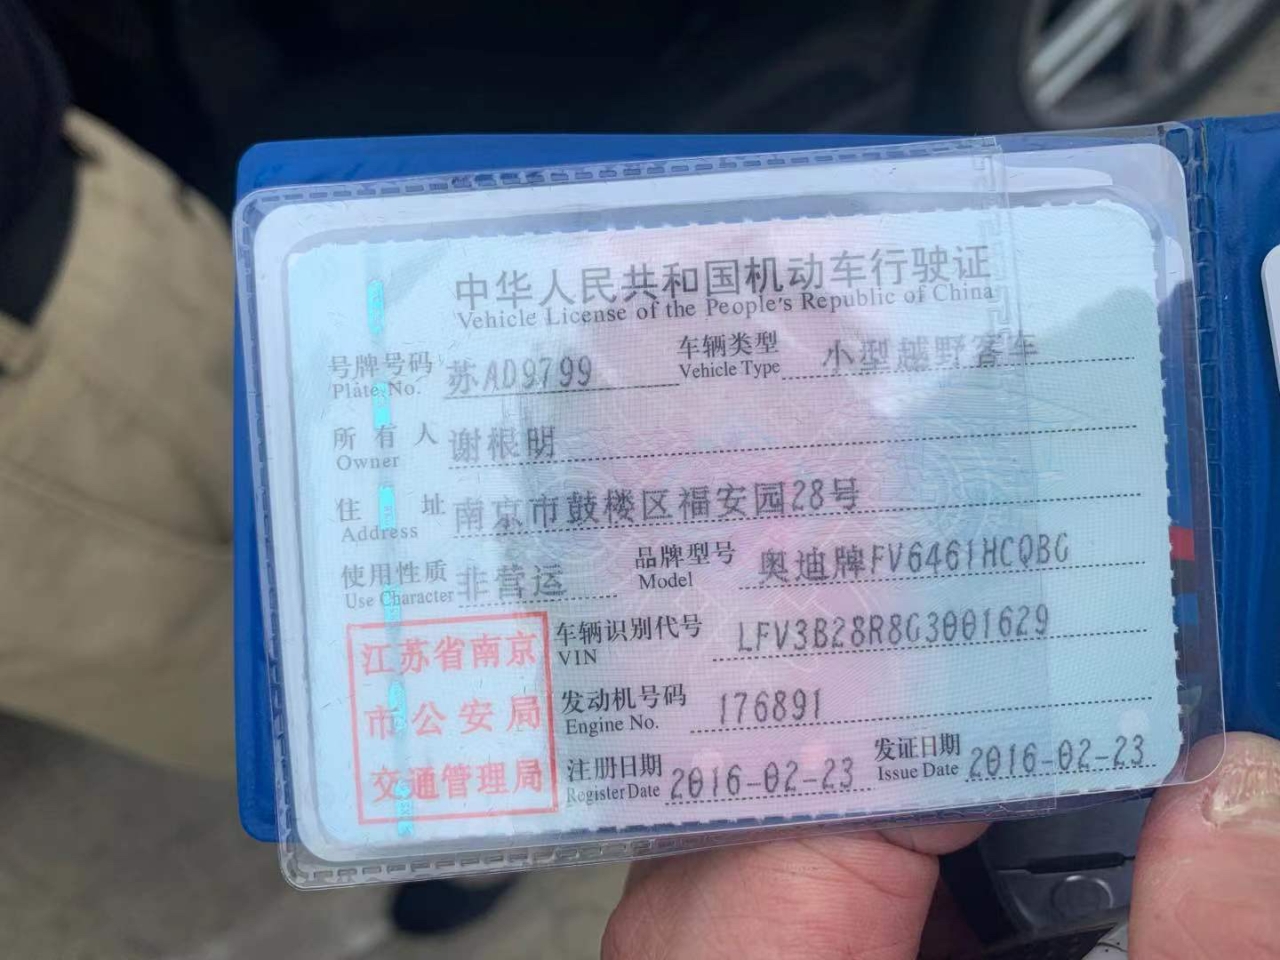 中华人民共和国机动车行驶证
Vehicle License of the People's Republic of China
号牌号码 苏AD9799 车辆类型 小型越野客车
Plate No. Vehicle Type
所有人 谢根明
Owner
住址 南京市鼓楼区福安园28号
Address
使用性质 非营运 品牌型号 奥迪牌FV6461HCQBG
Use Character Model
车辆识别代号 LFV3B28R8G3001629
VIN
发动机号码 176891
Engine No.
注册日期 2016-02-23 发证日期 2016-02-23
Register Date Issue Date
江苏省南京
市公安局
交通管理局